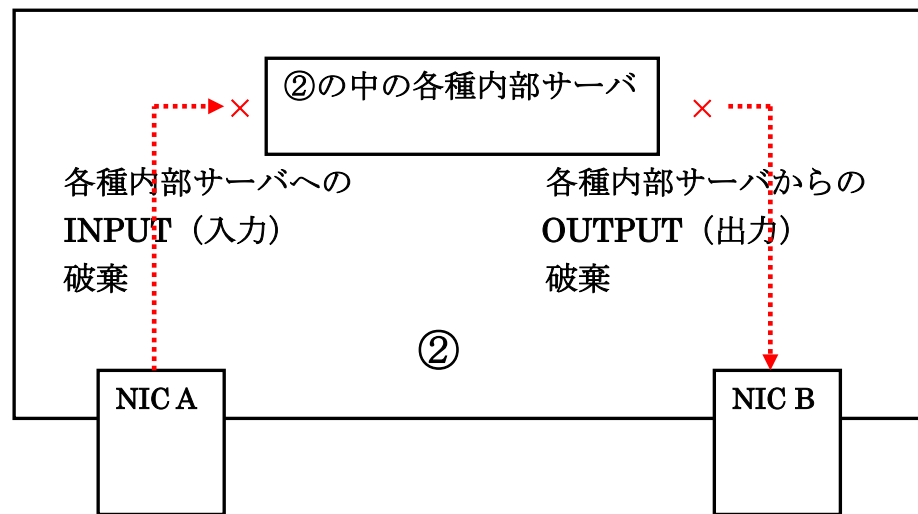 ②の中の各種内部サーバ
×
×
各種内部サーバへの
INPUT（入力）
破棄
各種内部サーバからの
OUTPUT（出力）
破棄
②
NIC A
NIC B